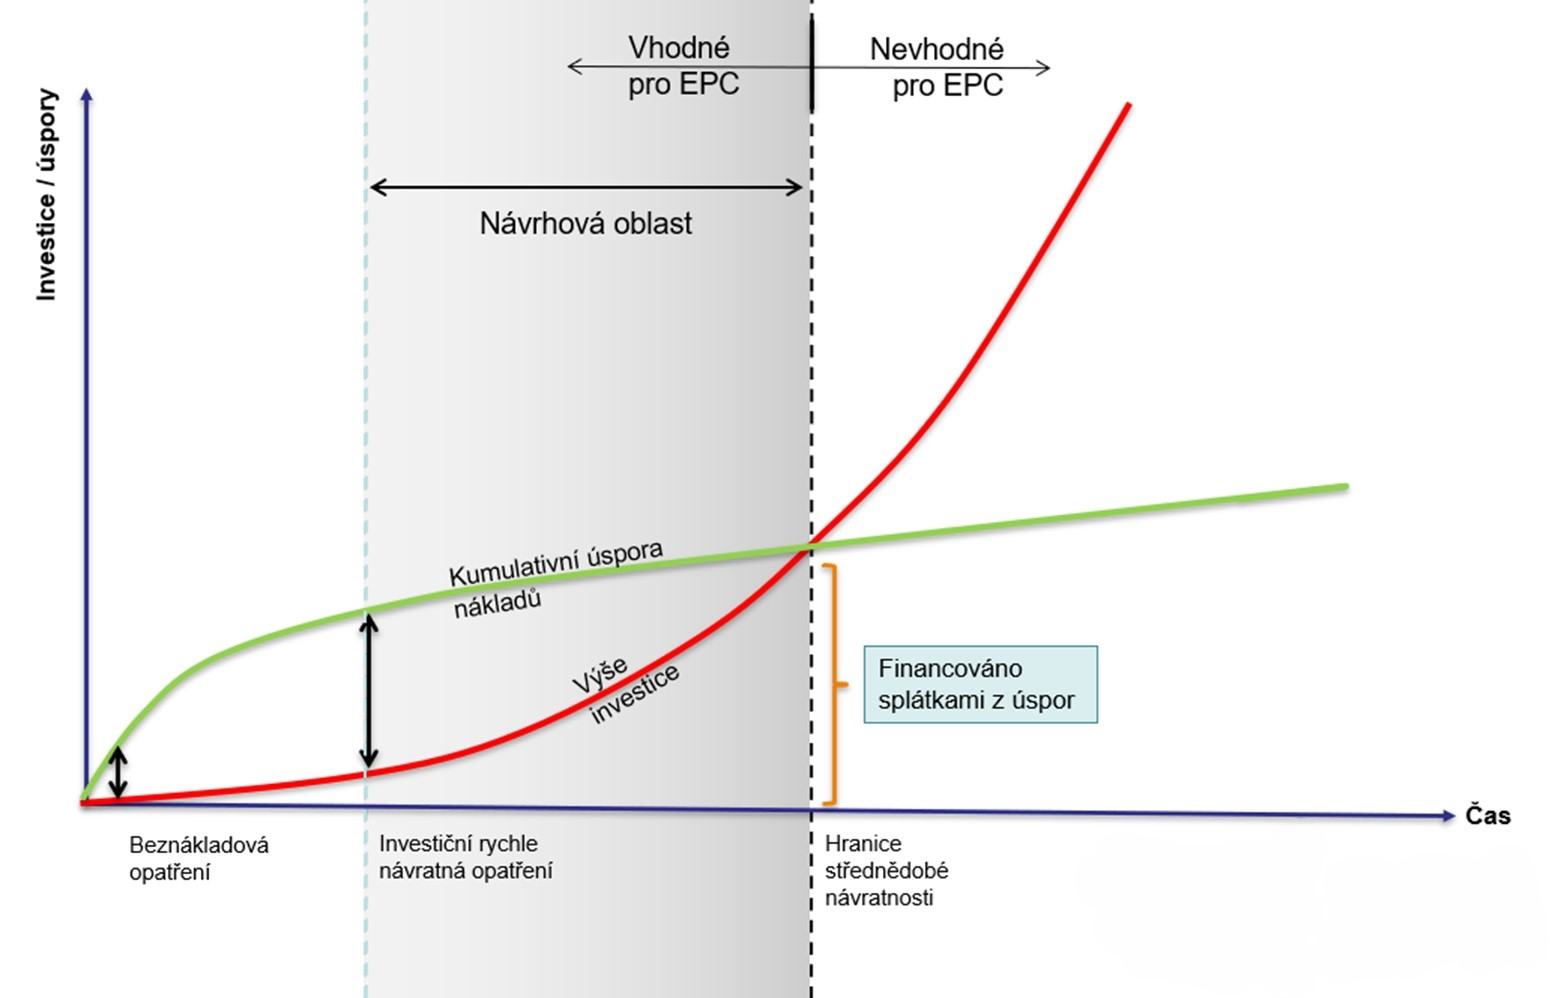 Vhodné
pro EPC
Nevhodné
pro EPC
Investice / úspory
Návrhová oblast
Kumulativní úspora
nákladů
Výše
investice
Financováno
splátkami z úspor
Čas
Beznákladová
opatření
Investiční rychle
návratná opatření
Hranice
střednědobé
návratnosti